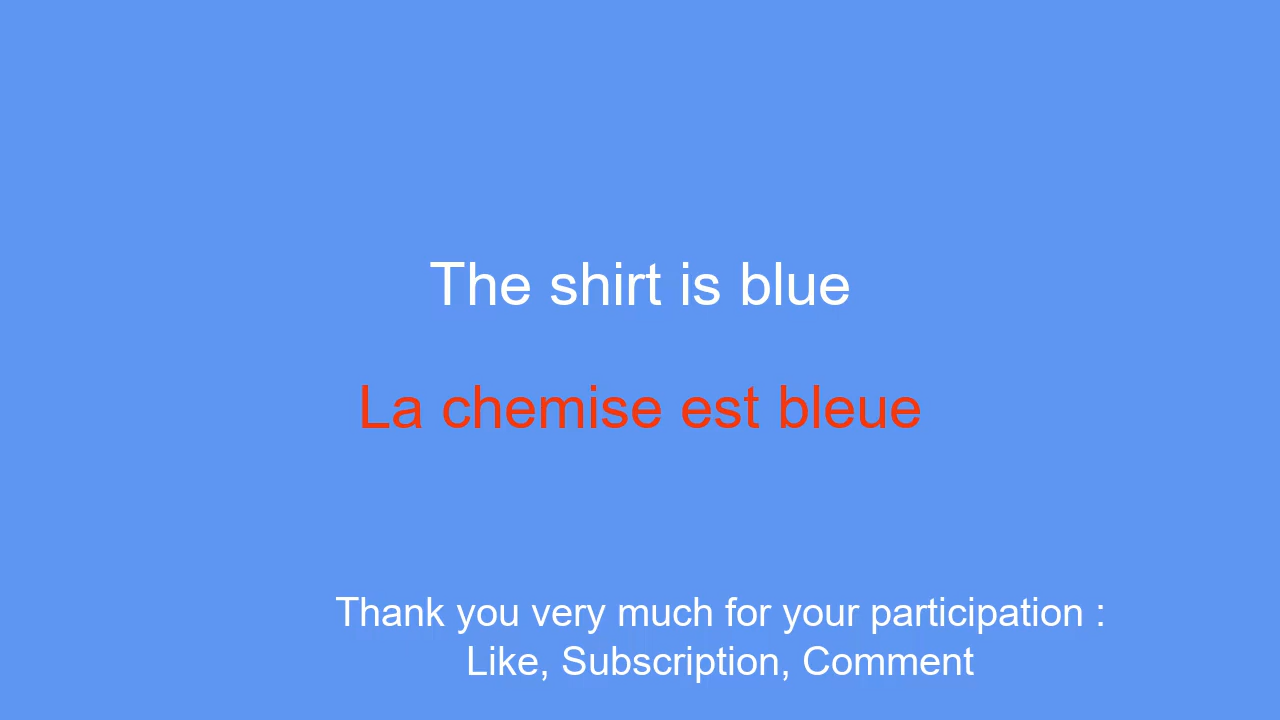 The shirt is blue
La chemise est bleue
Thank you very much for your participation :
Like, Subscription, Comment